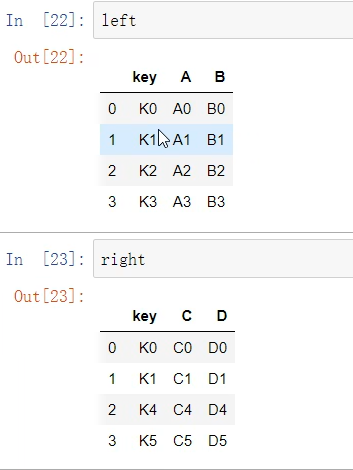 In [22]: left
Out[22]:
key A B
0 K0 A0 B0
1 K1 A1 B1
2 K2 A2 B2
3 K3 A3 B3
In [23]: right
Out[23]:
key C D
0 K0 C0 D0
1 K1 C1 D1
2 K4 C4 D4
3 K5 C5 D5